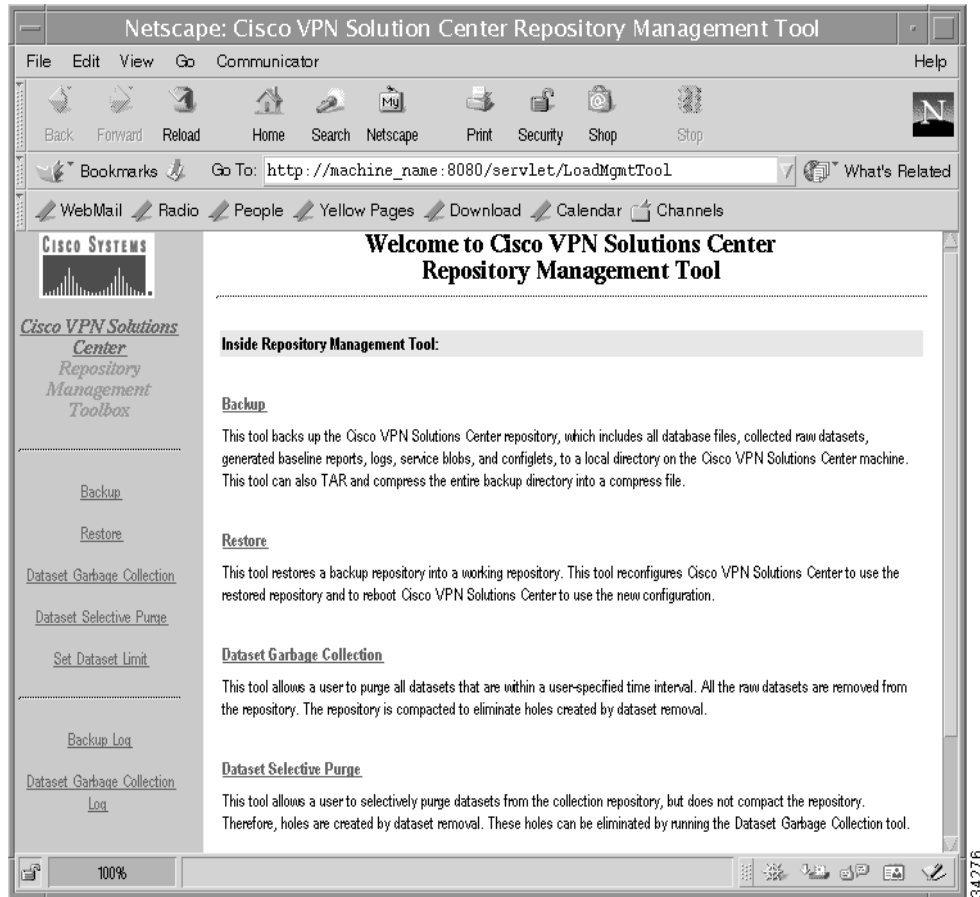 Netscape: Cisco VPN Solution Center Repository Management Tool
File Edit View Go Communicator Help
Back Forward Reload Home Search Netscape Print Security Shop Stop
My
N
Bookmarks Go To: http://machine_name:8080/servlet/LoadMgmtTool What's Related
WebMail Radio People Yellow Pages Download Calendar Channels
CISCO SYSTEMS
Cisco VPN Solutions
Center
Repository
Management
Toolbox
Backup
Restore
Dataset Garbage Collection
Dataset Selective Purge
Set Dataset Limit
Backup Log
Dataset Garbage Collection
Log
Welcome to Cisco VPN Solutions Center
Repository Management Tool
Inside Repository Management Tool:
Backup
This tool backs up the Cisco VPN Solutions Center repository, which includes all database files, collected raw datasets,
generated baseline reports, logs, service blobs, and configlets, to a local directory on the Cisco VPN Solutions Center machine.
This tool can also TAR and compress the entire backup directory into a compress file.
Restore
This tool restores a backup repository into a working repository. This tool reconfigures Cisco VPN Solutions Center to use the
restored repository and to reboot Cisco VPN Solutions Center to use the new configuration.
Dataset Garbage Collection
This tool allows a user to purge all datasets that are within a user-specified time interval. All the raw datasets are removed from
the repository. The repository is compacted to eliminate holes created by dataset removal.
Dataset Selective Purge
This tool allows a user to selectively purge datasets from the collection repository, but does not compact the repository.
Therefore, holes are created by dataset removal. These holes can be eliminated by running the Dataset Garbage Collection tool.
100%
34276